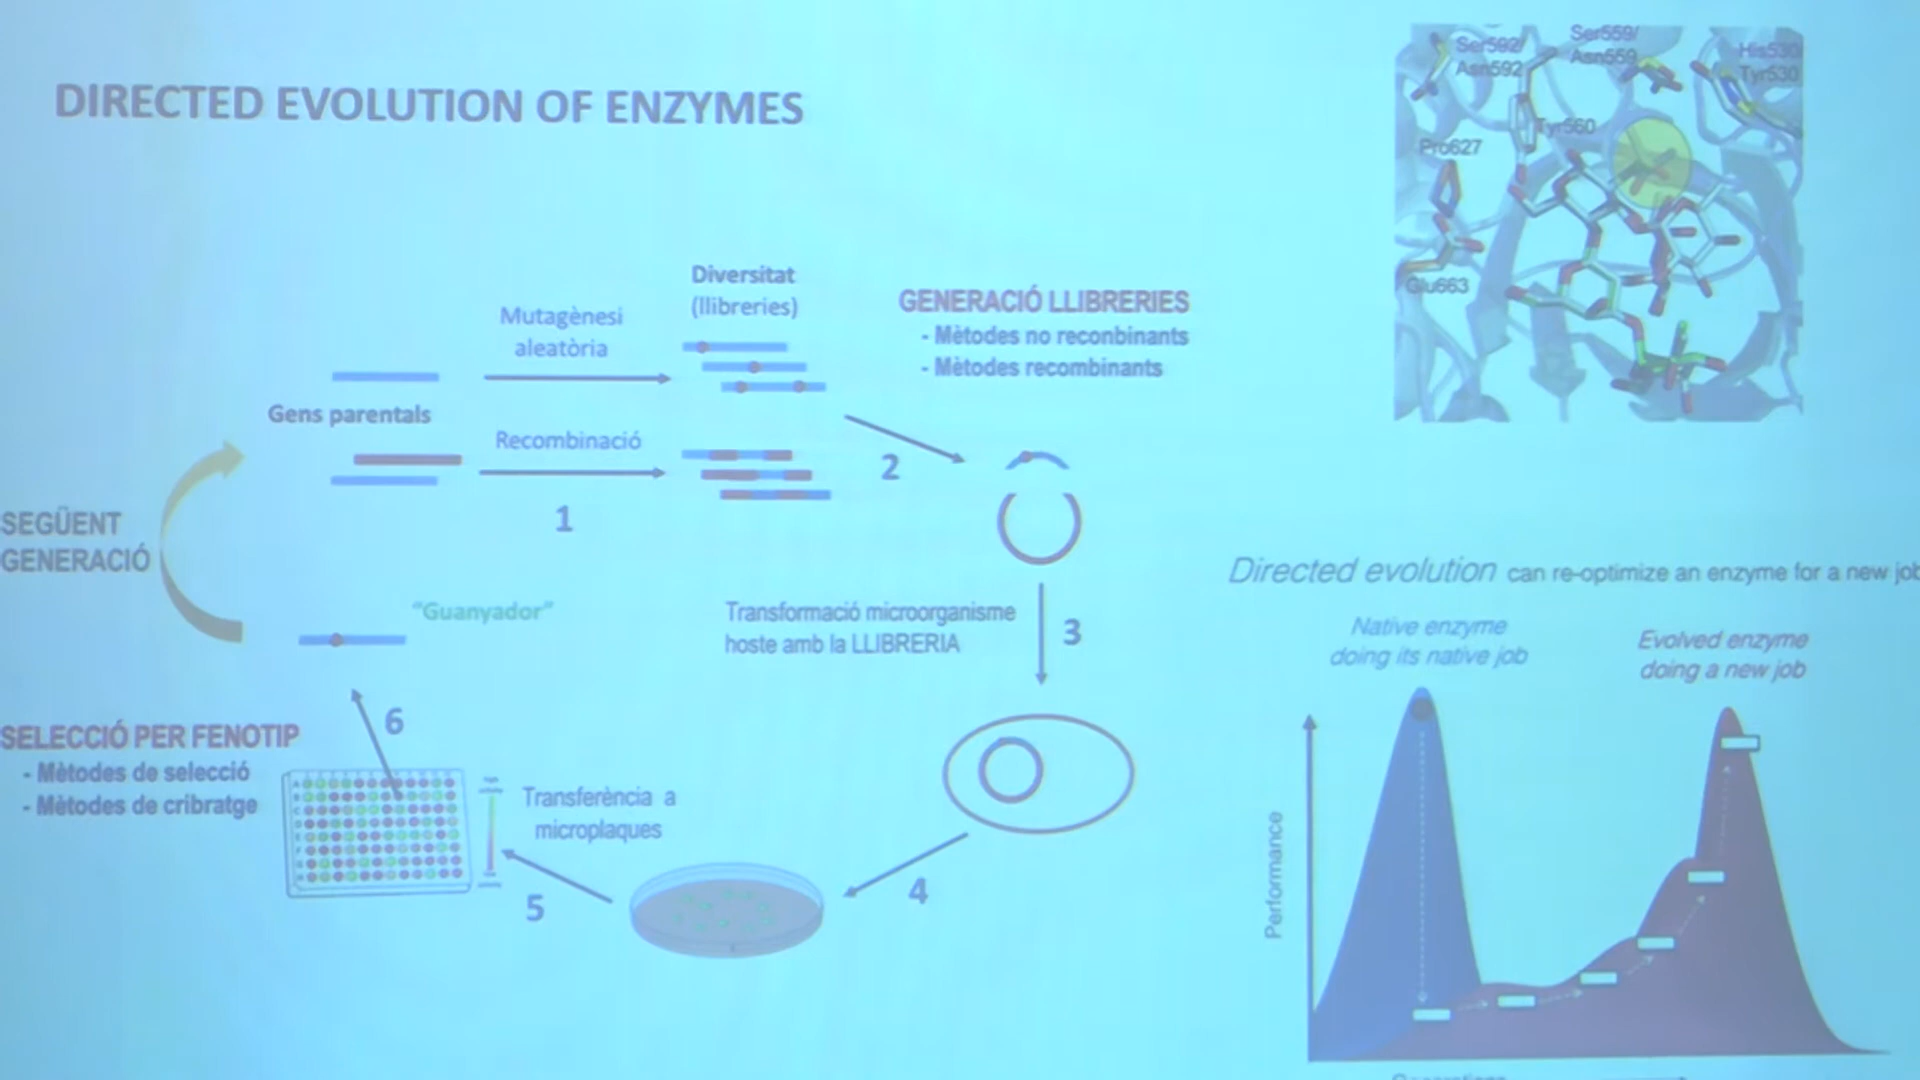 DIRECTED EVOLUTION OF ENZYMES
Ser592/
Asn592
Ser559/
Asn559
His530
Tyr530
Tyr560
Pro627
Glu663
Diversitat
(llibreries)
Mutagènesi
aleatòria
GENERACIÓ LLIBRERIES
- Mètodes no reconbinants
- Mètodes recombinants
Gens parentals
Recombinació
1
2
SEGÜENT
GENERACIÓ
"Guanyador"
Transformació microorganisme
hoste amb la LLIBRERIA
3
6
SELECCIÓ PER FENOTIP
- Mètodes de selecció
- Mètodes de cribratge
Transferència a
microplaques
5
4
Directed evolution can re-optimize an enzyme for a new job
Native enzyme
doing its native job
Evolved enzyme
doing a new job
Performance